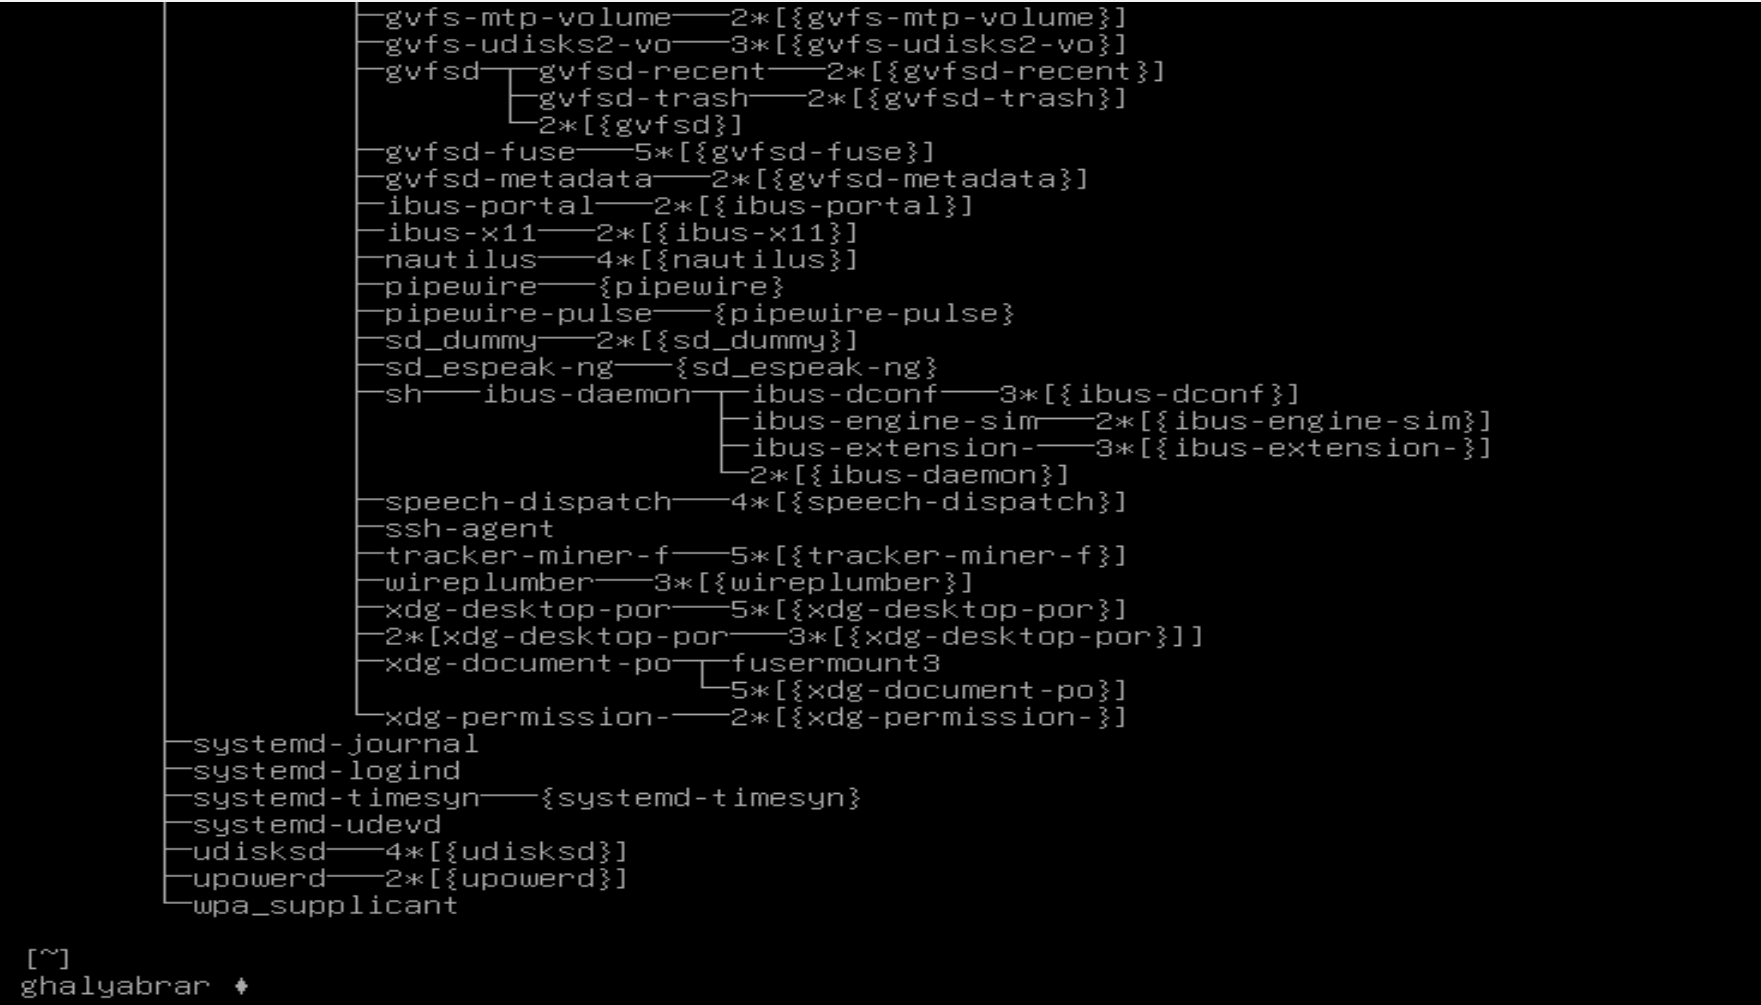 ├─gvfs-mtp-volume───2*[{gvfs-mtp-volume}]
├─gvfs-udisks2-vo───3*[{gvfs-udisks2-vo}]
├─gvfsd─┬─gvfsd-recent───2*[{gvfsd-recent}]
├─gvfsd-trash───2*[{gvfsd-trash}]
└─2*[{gvfsd}]
├─gvfsd-fuse───5*[{gvfsd-fuse}]
├─gvfsd-metadata───2*[{gvfsd-metadata}]
├─ibus-portal───2*[{ibus-portal}]
├─ibus-x11───2*[{ibus-x11}]
├─nautilus───4*[{nautilus}]
├─pipewire───{pipewire}
├─pipewire-pulse───{pipewire-pulse}
├─sd_dummy───2*[{sd_dummy}]
├─sd_espeak-ng───{sd_espeak-ng}
├─sh───ibus-daemon─┬─ibus-dconf───3*[{ibus-dconf}]
├─ibus-engine-sim───2*[{ibus-engine-sim}]
├─ibus-extension-───3*[{ibus-extension-}]
└─2*[{ibus-daemon}]
├─speech-dispatch───4*[{speech-dispatch}]
├─ssh-agent
├─tracker-miner-f───5*[{tracker-miner-f}]
├─wireplumber───3*[{wireplumber}]
├─xdg-desktop-por───5*[{xdg-desktop-por}]
├─2*[xdg-desktop-por───3*[{xdg-desktop-por}]]
├─xdg-document-po─┬─fusermount3
└─5*[{xdg-document-po}]
└─xdg-permission-───2*[{xdg-permission-}]
├─systemd-journal
├─systemd-logind
├─systemd-timesyn───{systemd-timesyn}
├─systemd-udevd
├─udisksd───4*[{udisksd}]
├─upowerd───2*[{upowerd}]
└─wpa_supplicant
[~]
ghalyabrar ♦